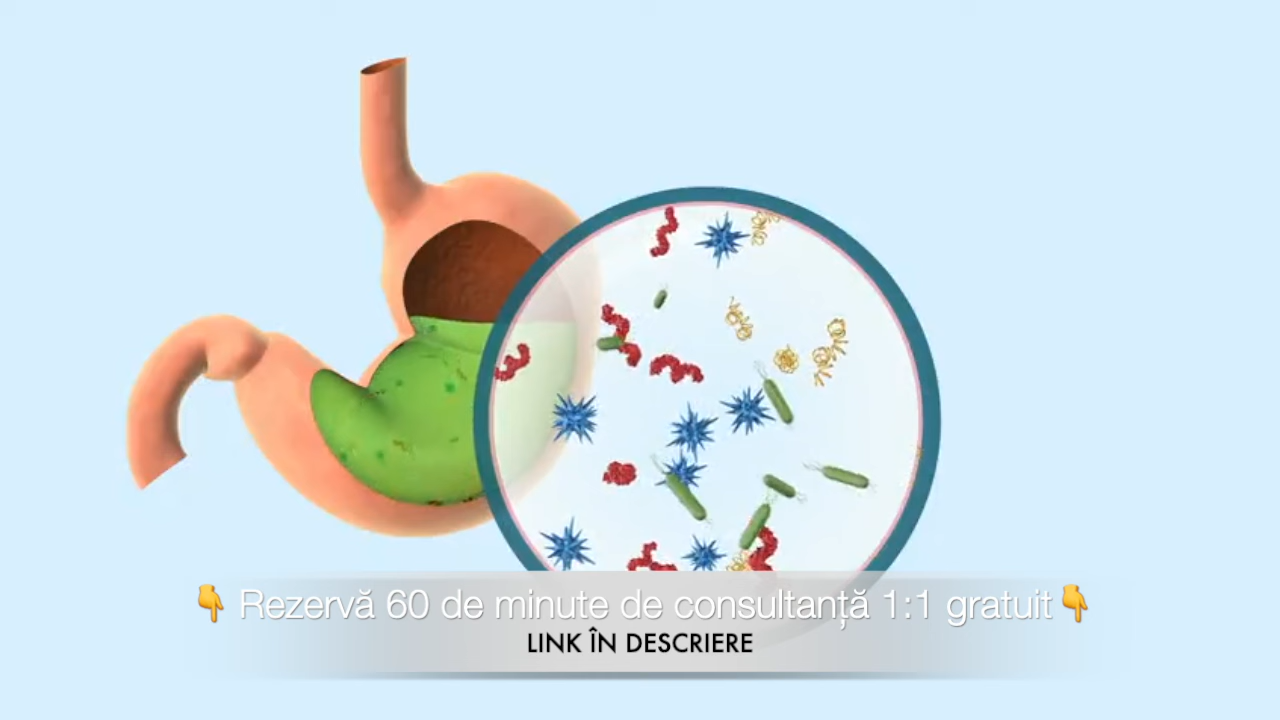 👇 Rezervă 60 de minute de consultanță 1:1 gratuit👇
LINK ÎN DESCRIERE